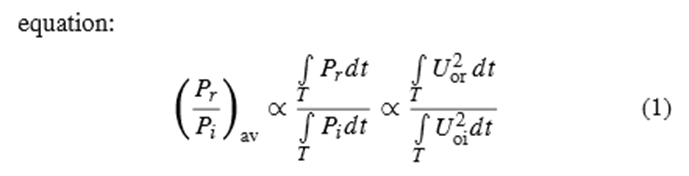 equation:
(P_r / P_i)_av ∝ ∫_T P_r dt / ∫_T P_i dt ∝ ∫_T U_or^2 dt / ∫_T U_oi^2 dt (1)